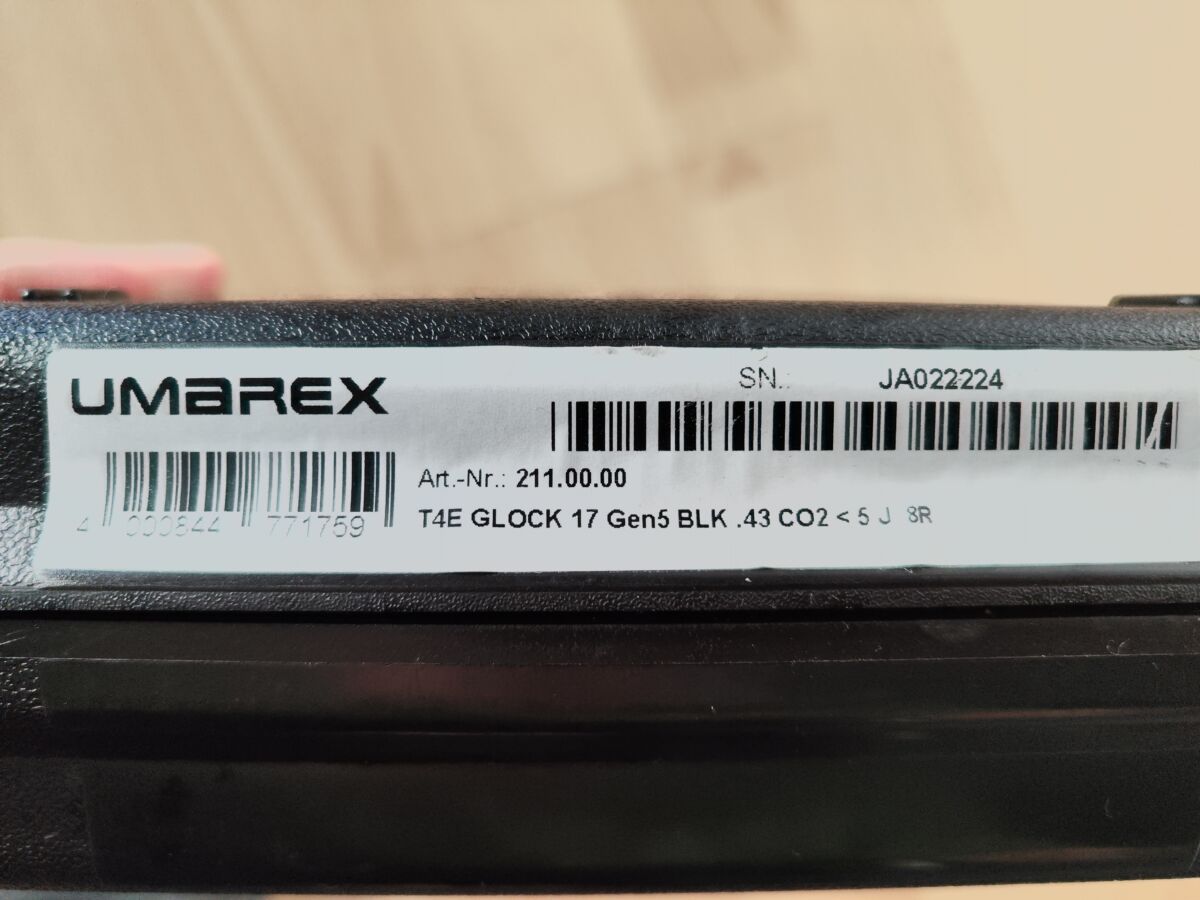 UMAREX
SN.: JA022224
Art.-Nr.: 211.00.00
T4E GLOCK 17 Gen5 BLK .43 CO2 < 5 J 8R
4 000844 771759